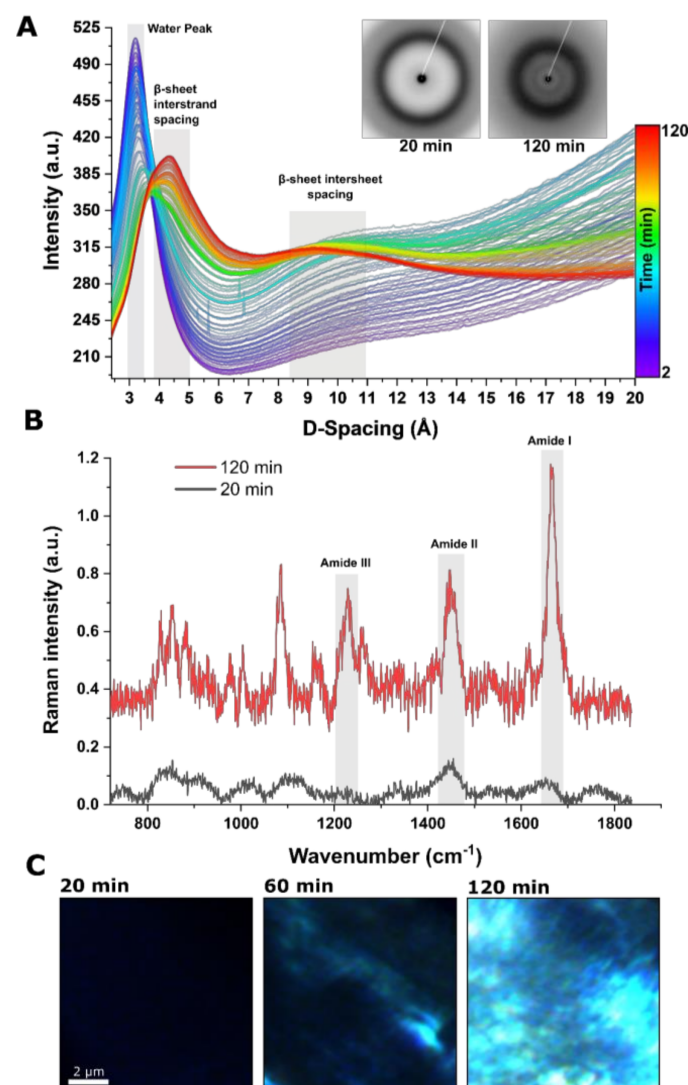 A
525
490
455
420
385
350
315
280
245
210
Intensity (a.u.)
Water Peak
β-sheet
interstrand
spacing
β-sheet intersheet
spacing
20 min
120 min
120
Time (min)
2
3 4 5 6 7 8 9 10 11 12 13 14 15 16 17 18 19 20
D-Spacing (Å)
B
1.2
1.0
0.8
0.6
0.4
0.2
0.0
Raman intensity (a.u.)
120 min
20 min
Amide III
Amide II
Amide I
800 1000 1200 1400 1600 1800
Wavenumber (cm⁻¹)
C
20 min
60 min
120 min
2 μm